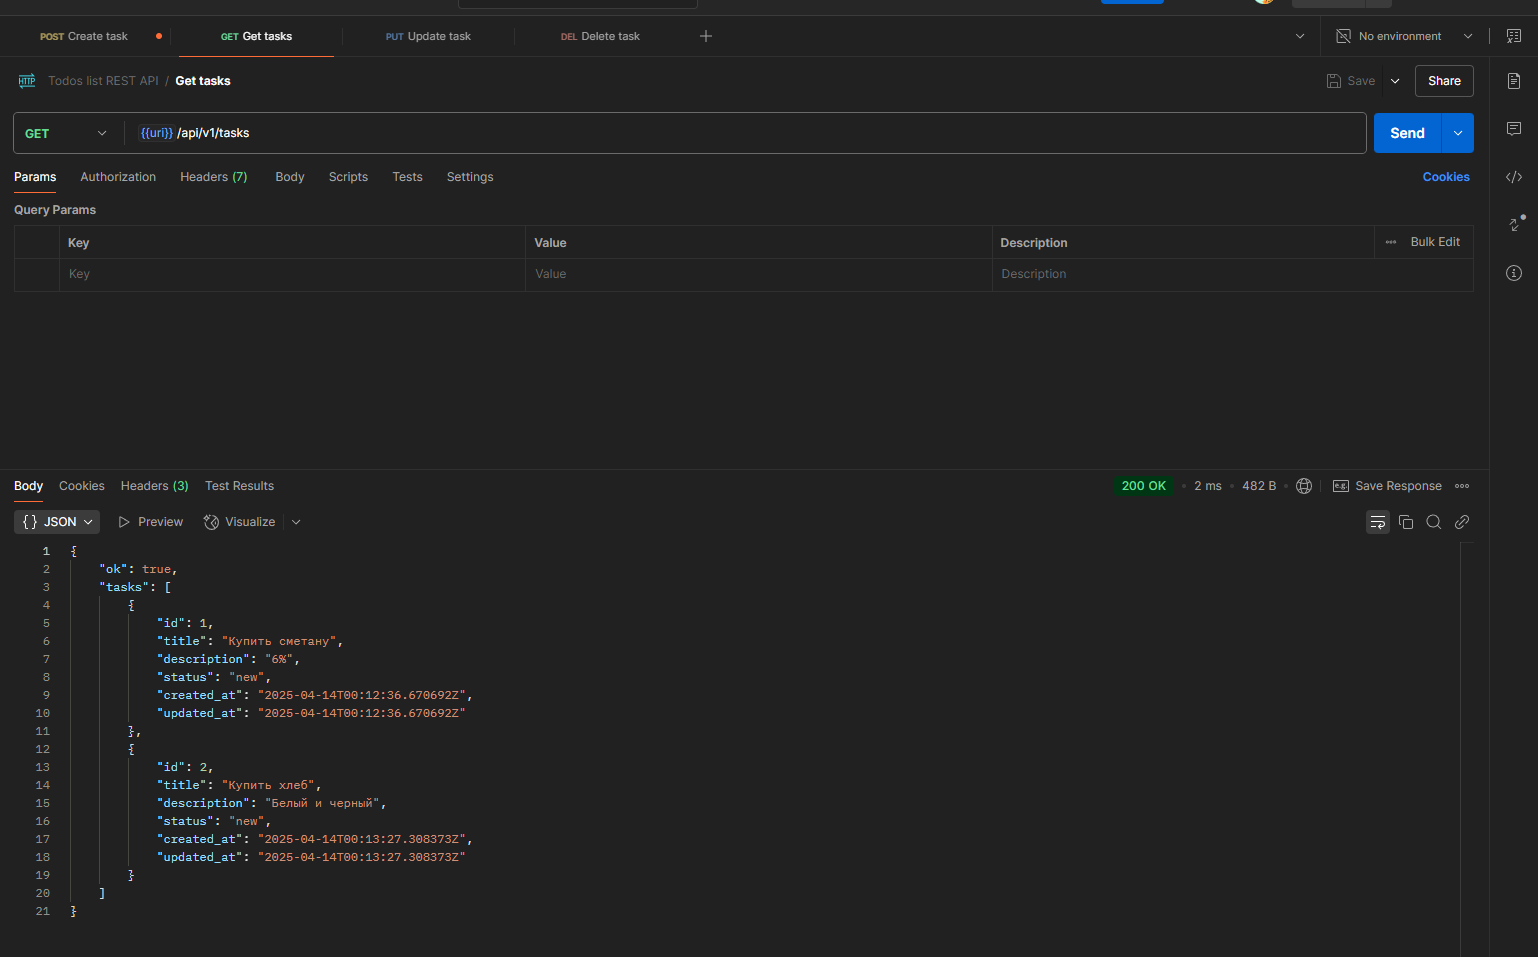 POST Create task
GET Get tasks
PUT Update task
DEL Delete task
No environment
HTTP Todos list REST API / Get tasks
Save
Share
GET
{{uri}} /api/v1/tasks
Send
Params Authorization Headers (7) Body Scripts Tests Settings
Cookies
Query Params
Key Value Description ••• Bulk Edit
Key Value Description
Body Cookies Headers (3) Test Results
200 OK • 2 ms • 482 B •
e.g. Save Response
{} JSON Preview Visualize
1 {
2 "ok": true,
3 "tasks": [
4 {
5 "id": 1,
6 "title": "Купить сметану",
7 "description": "6%",
8 "status": "new",
9 "created_at": "2025-04-14T00:12:36.670692Z",
10 "updated_at": "2025-04-14T00:12:36.670692Z"
11 },
12 {
13 "id": 2,
14 "title": "Купить хлеб",
15 "description": "Белый и черный",
16 "status": "new",
17 "created_at": "2025-04-14T00:13:27.308373Z",
18 "updated_at": "2025-04-14T00:13:27.308373Z"
19 }
20 ]
21 }